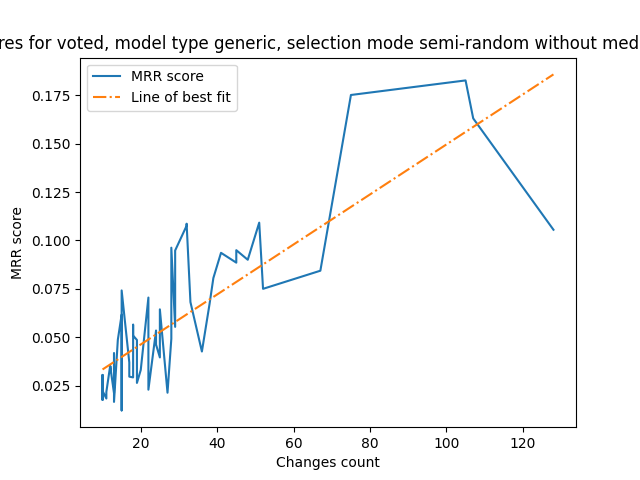 for voted, model type generic, selection mode semi-random without
MRR score
Line of best fit
0.175
0.150
0.125
0.100
0.075
0.050
0.025
MRR score
20 40 60 80 100 120
Changes count